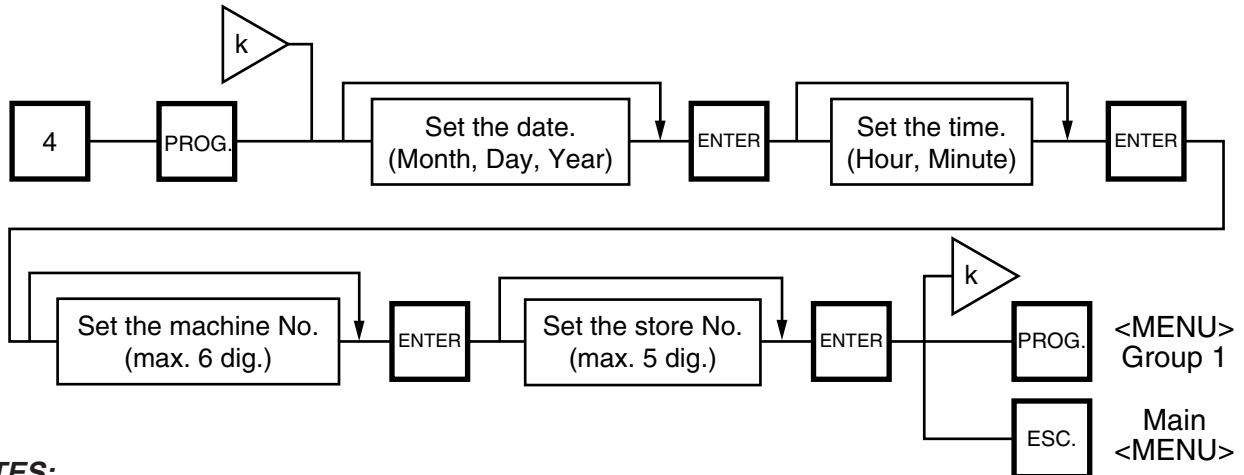 k
4
PROG.
Set the date.
(Month, Day, Year)
ENTER
Set the time.
(Hour, Minute)
ENTER
Set the machine No.
(max. 6 dig.)
ENTER
Set the store No.
(max. 5 dig.)
ENTER
k
PROG.
<MENU>
Group 1
ESC.
Main
<MENU>
TES: